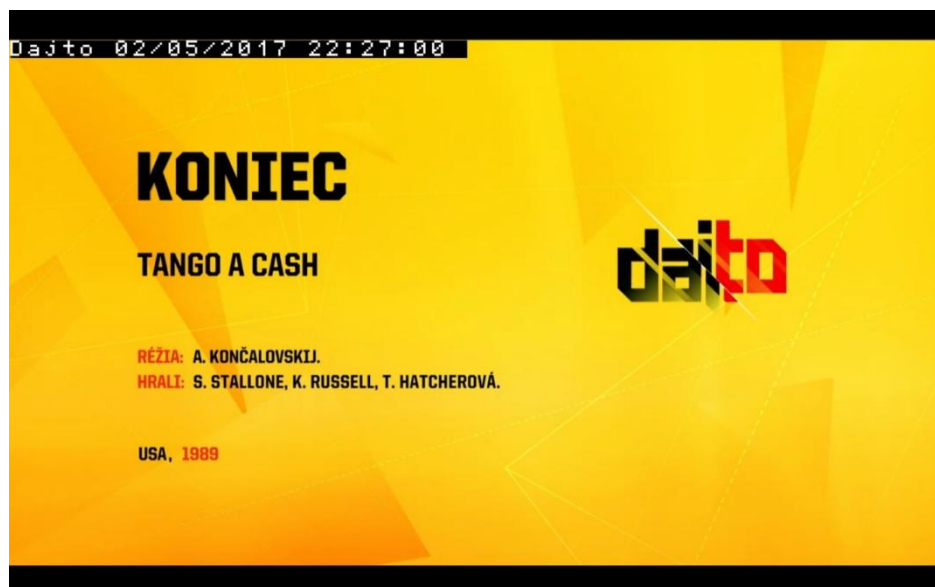 Dajto 02/05/2017 22:27:00
KONIEC
TANGO A CASH
dajto
RÉŽIA: A. KONČALOVSKIJ.
HRALI: S. STALLONE, K. RUSSELL, T. HATCHEROVÁ.
USA, 1989